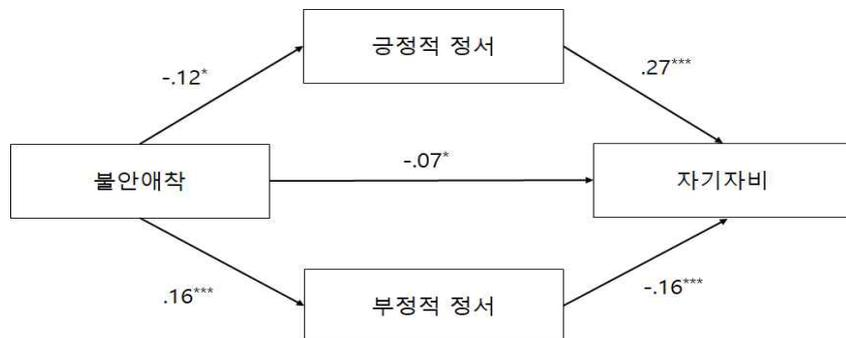 긍정적 정서
-.12*
.27***
불안애착
-.07*
자기자비
.16***
부정적 정서
-.16***